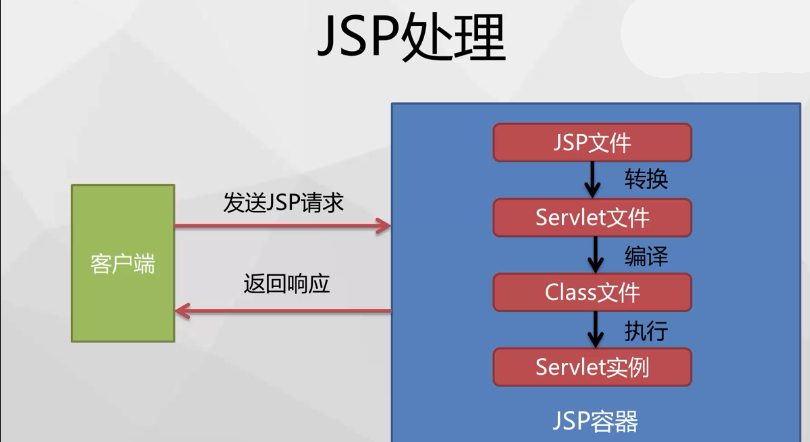 JSP处理
JSP文件
转换
发送JSP请求
Servlet文件
客户端
编译
返回响应
Class文件
执行
Servlet实例
JSP容器